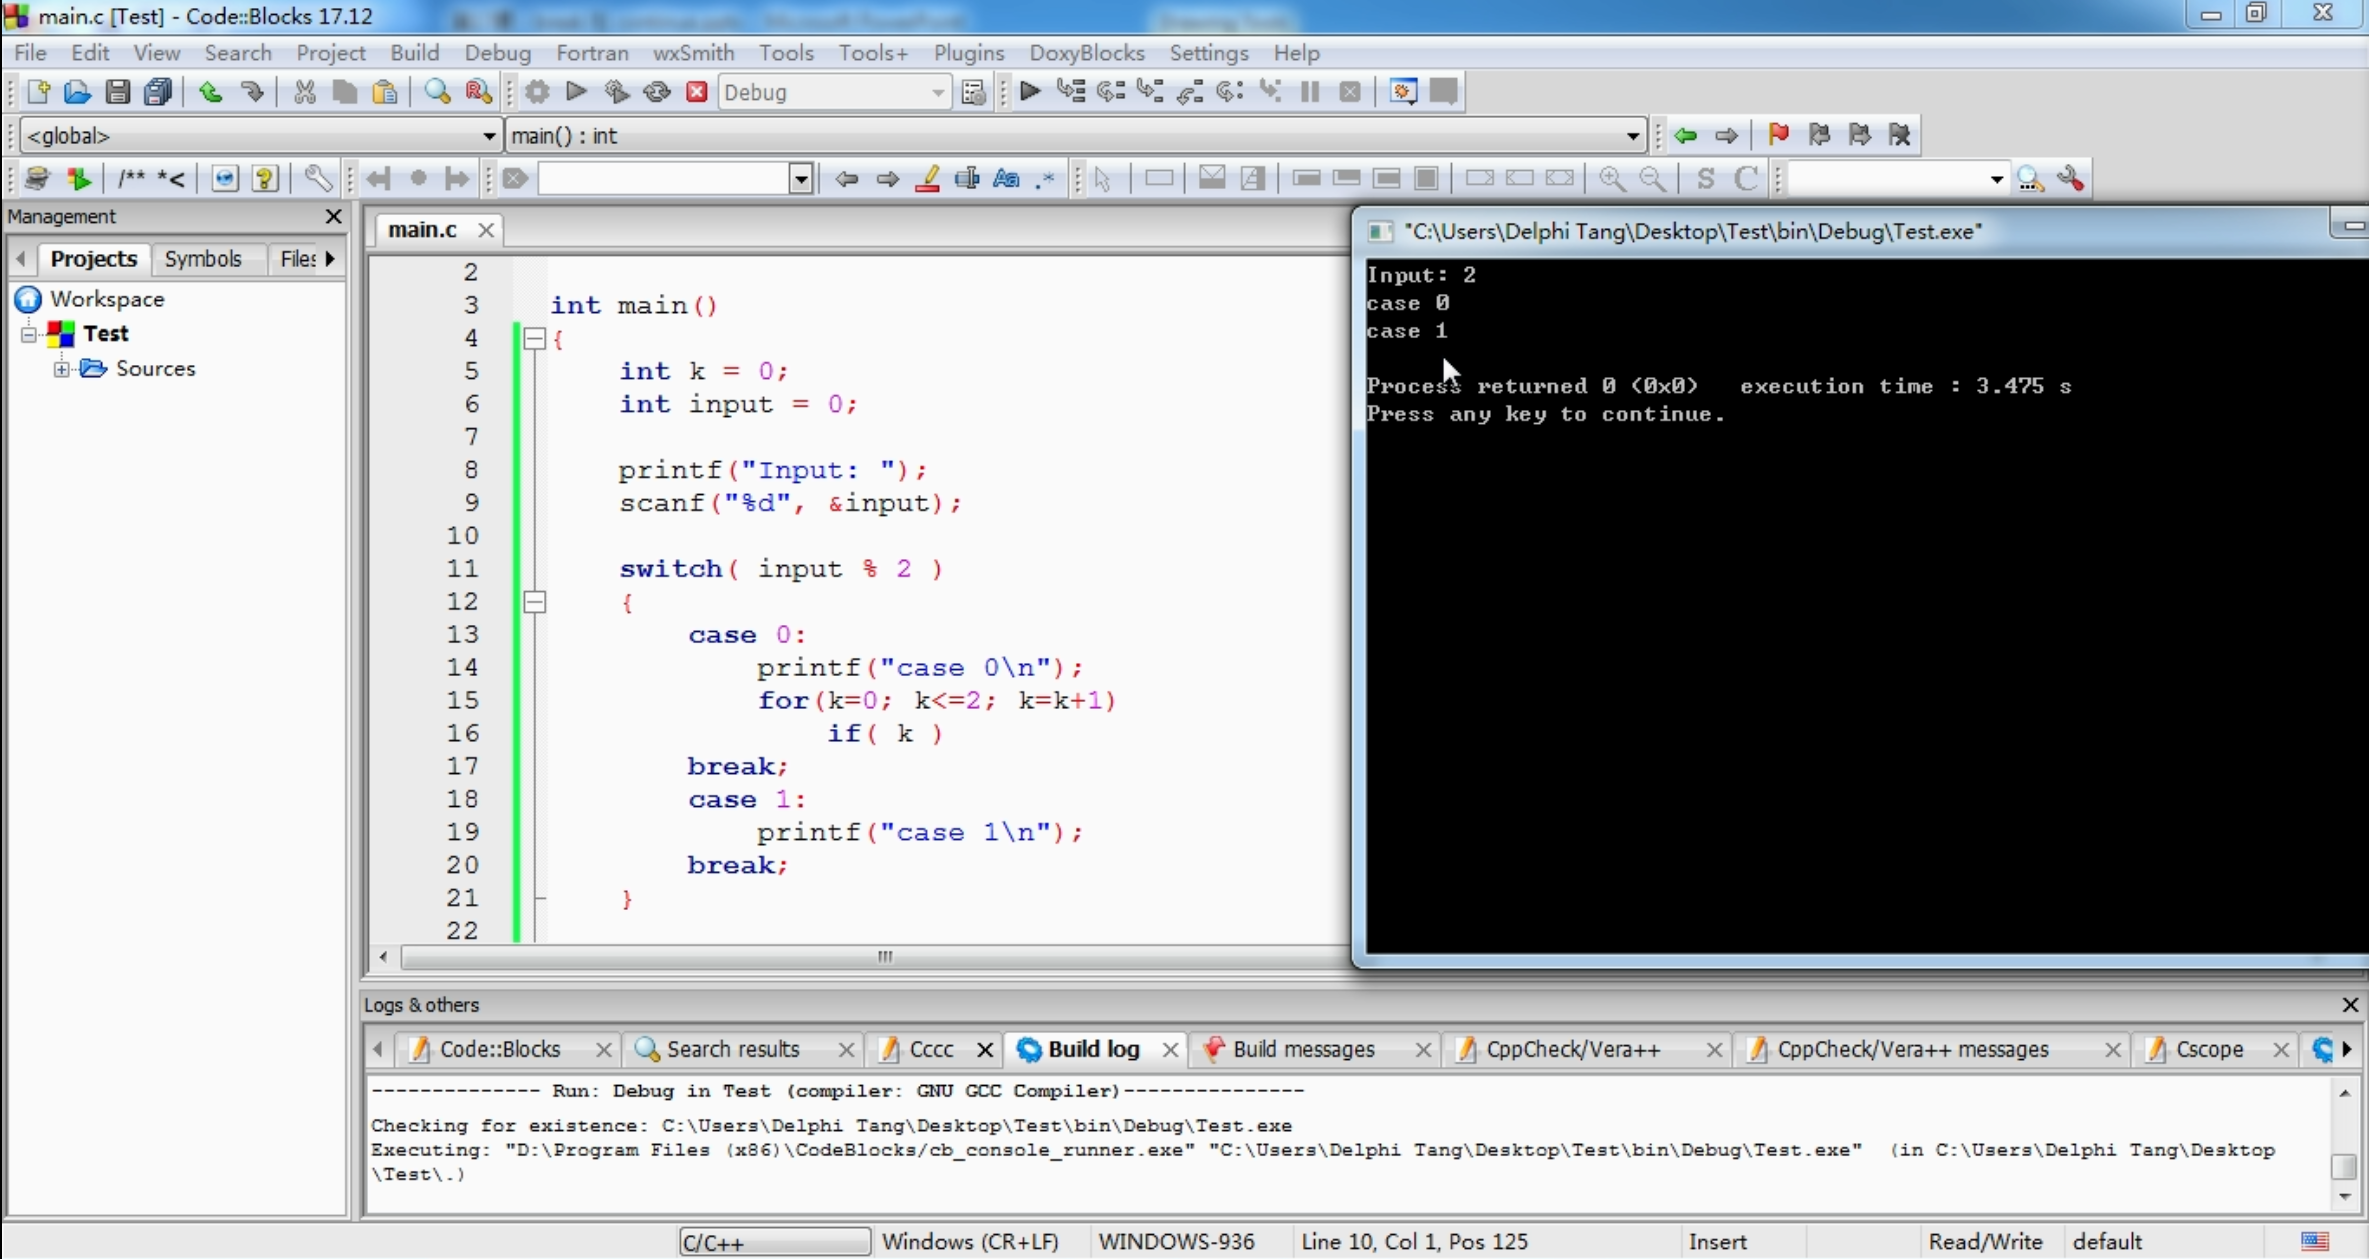 main.c [Test] - Code::Blocks 17.12
File Edit View Search Project Build Debug Fortran wxSmith Tools Tools+ Plugins DoxyBlocks Settings Help
Debug
<global> main() : int
/** *<
Aa .*
S C
Management
Projects Symbols Files
Workspace
Test
Sources
main.c
2
3 int main()
4 {
5 int k = 0;
6 int input = 0;
7
8 printf("Input: ");
9 scanf("%d", &input);
10
11 switch( input % 2 )
12 {
13 case 0:
14 printf("case 0\n");
15 for(k=0; k<=2; k=k+1)
16 if( k )
17 break;
18 case 1:
19 printf("case 1\n");
20 break;
21 }
22
"C:\Users\Delphi Tang\Desktop\Test\bin\Debug\Test.exe"
Input: 2
case 0
case 1
Process returned 0 (0x0) execution time : 3.475 s
Press any key to continue.
Logs & others
Code::Blocks Search results Cccc Build log Build messages CppCheck/Vera++ CppCheck/Vera++ messages Cscope
-------------- Run: Debug in Test (compiler: GNU GCC Compiler)---------------
Checking for existence: C:\Users\Delphi Tang\Desktop\Test\bin\Debug\Test.exe
Executing: "D:\Program Files (x86)\CodeBlocks/cb_console_runner.exe" "C:\Users\Delphi Tang\Desktop\Test\bin\Debug\Test.exe" (in C:\Users\Delphi Tang\Desktop
\Test\.)
C/C++ Windows (CR+LF) WINDOWS-936 Line 10, Col 1, Pos 125 Insert Read/Write default